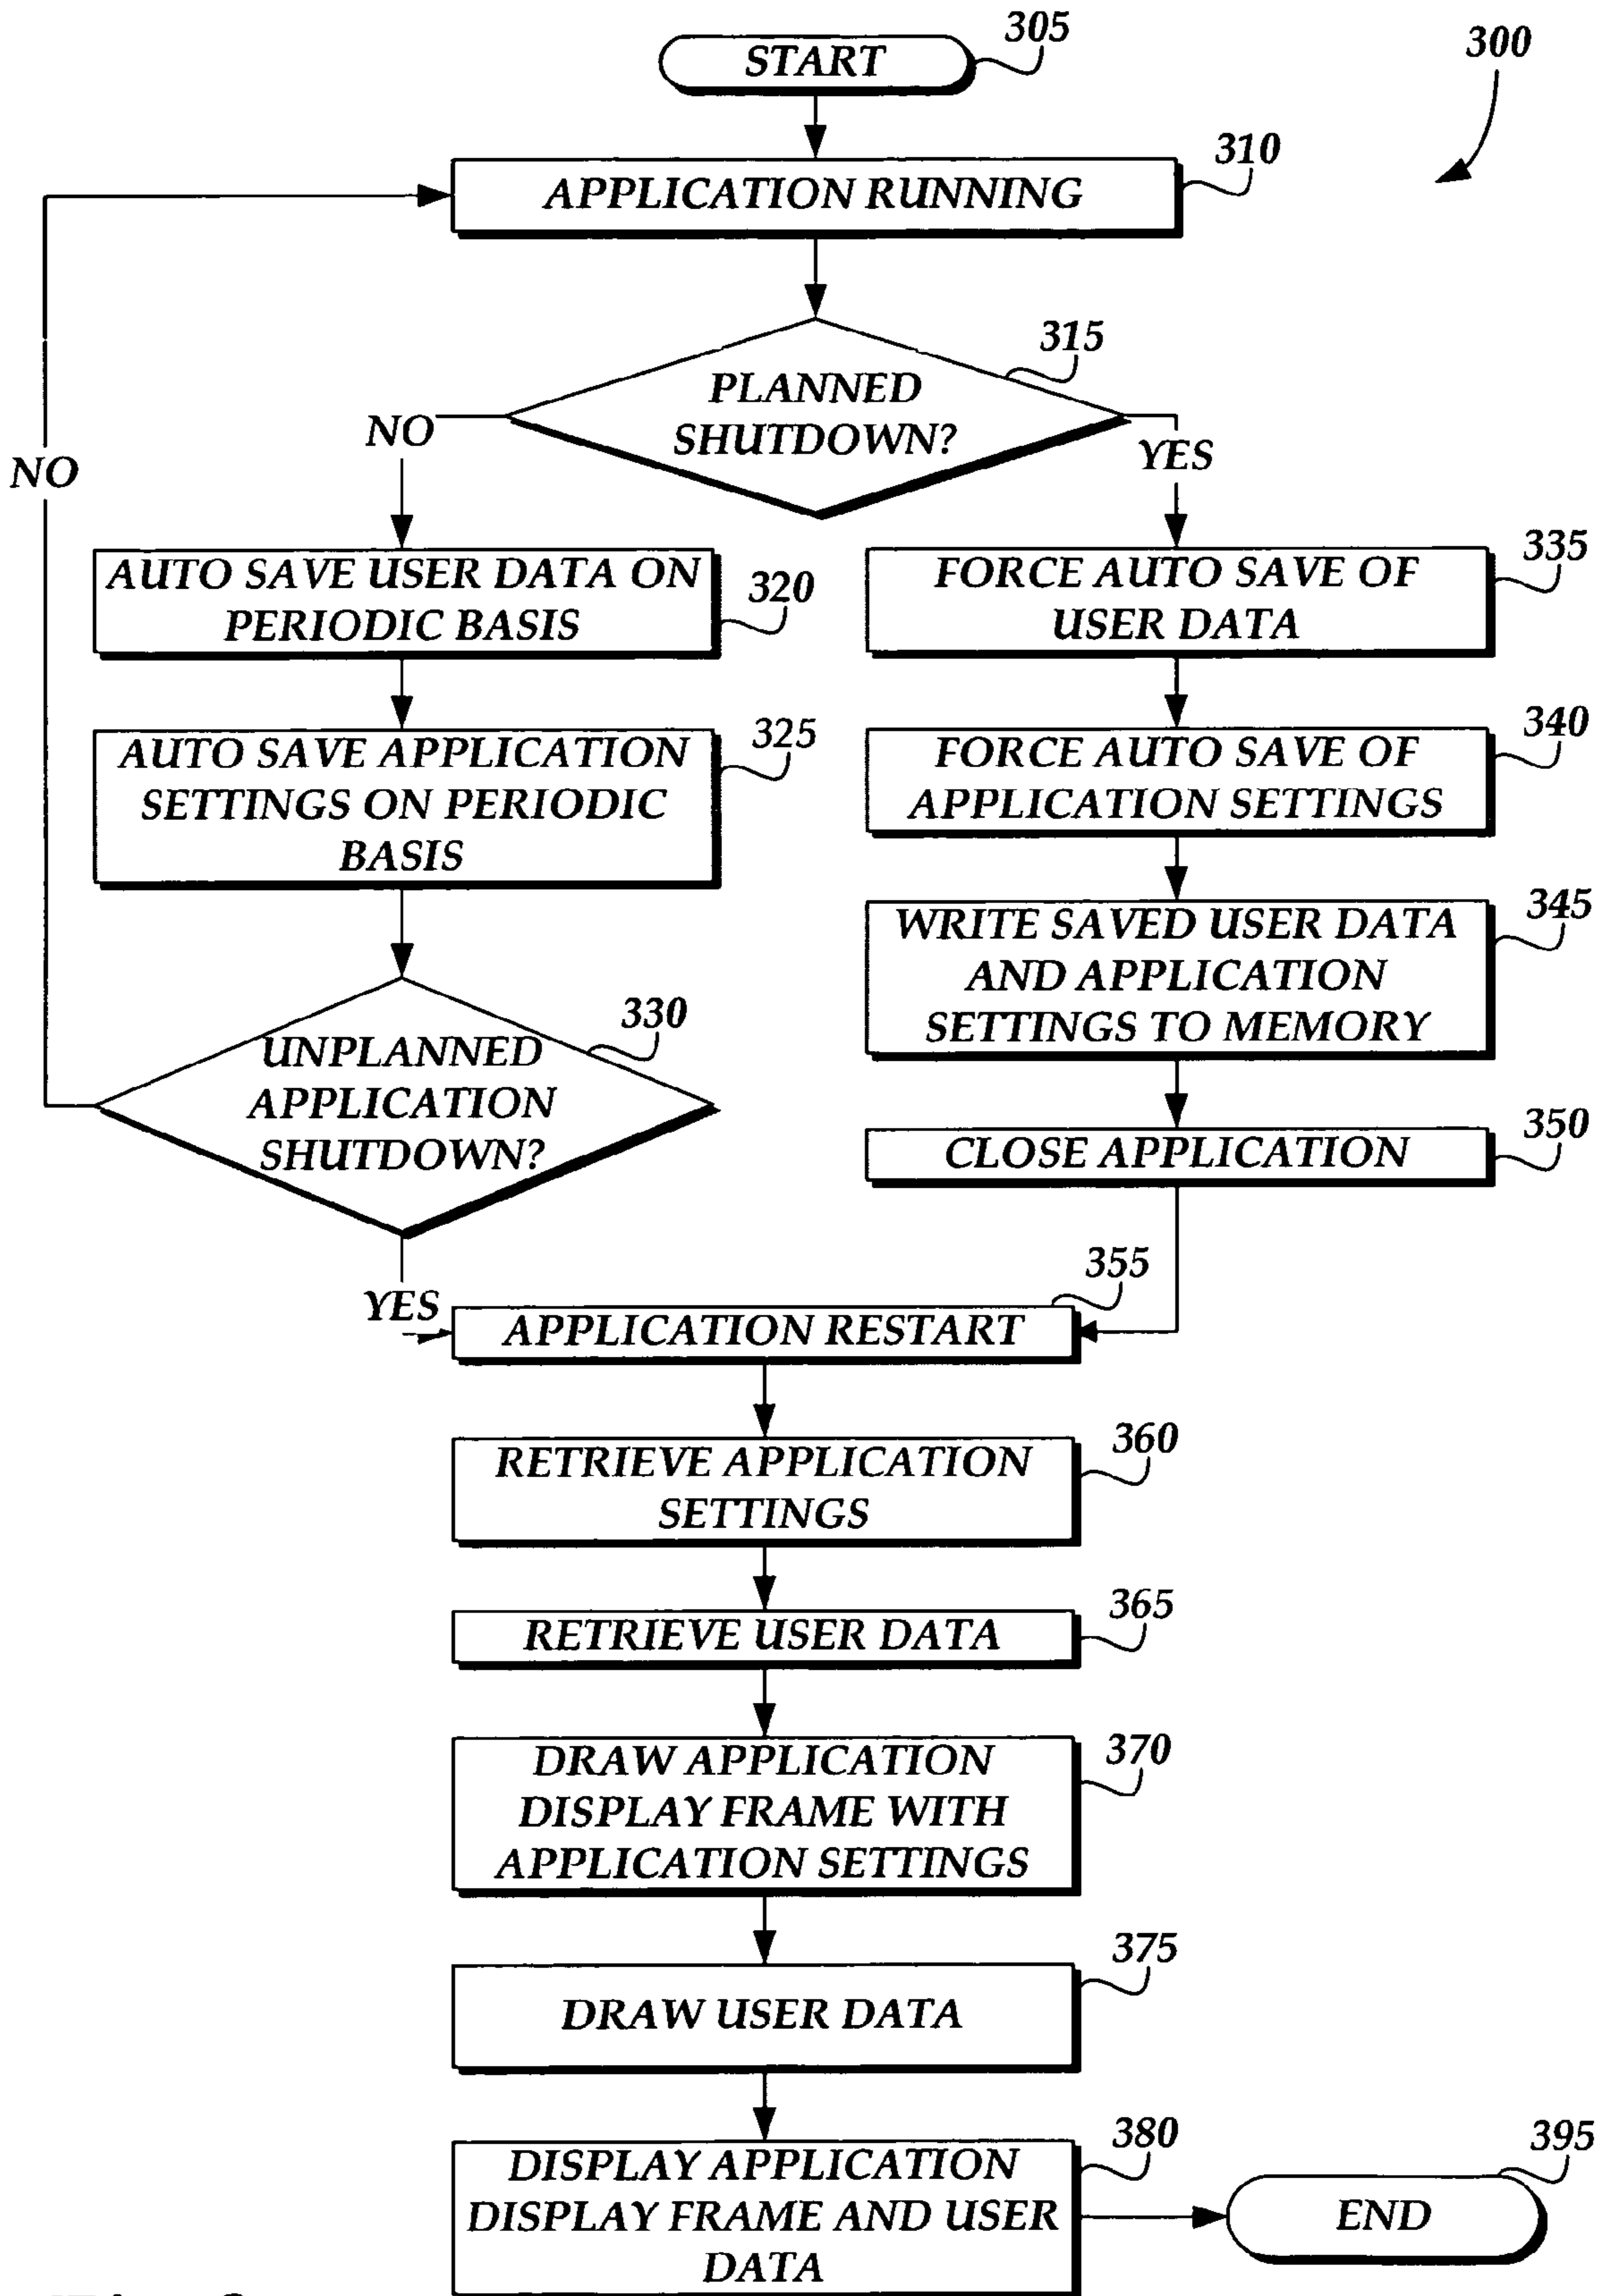 305
START
300
310
APPLICATION RUNNING
315
PLANNED
SHUTDOWN?
NO
NO
YES
AUTO SAVE USER DATA ON
PERIODIC BASIS
320
FORCE AUTO SAVE OF
USER DATA
335
AUTO SAVE APPLICATION
SETTINGS ON PERIODIC
BASIS
325
FORCE AUTO SAVE OF
APPLICATION SETTINGS
340
WRITE SAVED USER DATA
AND APPLICATION
SETTINGS TO MEMORY
345
UNPLANNED
APPLICATION
SHUTDOWN?
330
CLOSE APPLICATION
350
YES
355
APPLICATION RESTART
RETRIEVE APPLICATION
SETTINGS
360
RETRIEVE USER DATA
365
DRAW APPLICATION
DISPLAY FRAME WITH
APPLICATION SETTINGS
370
DRAW USER DATA
375
DISPLAY APPLICATION
DISPLAY FRAME AND USER
DATA
380
395
END